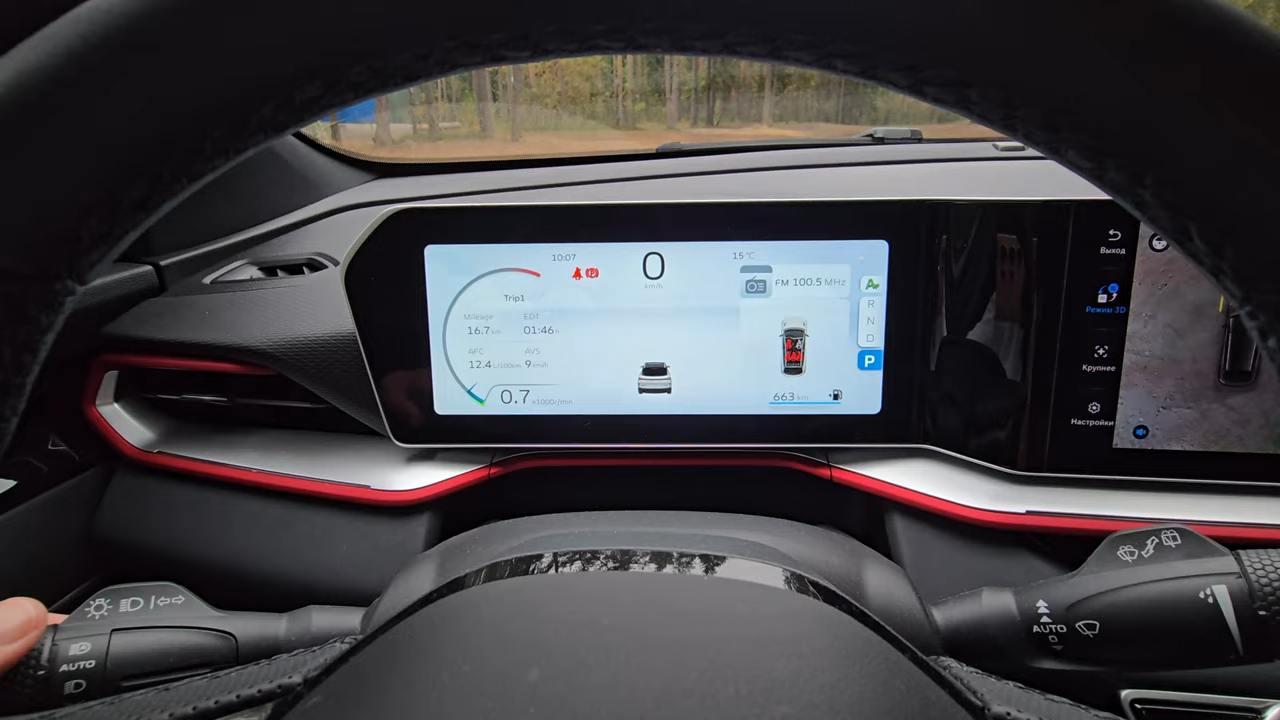 10:07
0
km/h
15°C
FM 100.5 MHz
Trip1
Mileage EDT
16.7 km 01:46 h
AFC AVS
12.4 L/100km 9 km/h
0.7 x1000r/min
663 km
A
R
N
D
P
Выход
Режим 3D
Крупнее
Настройки
AUTO
AUTO
O